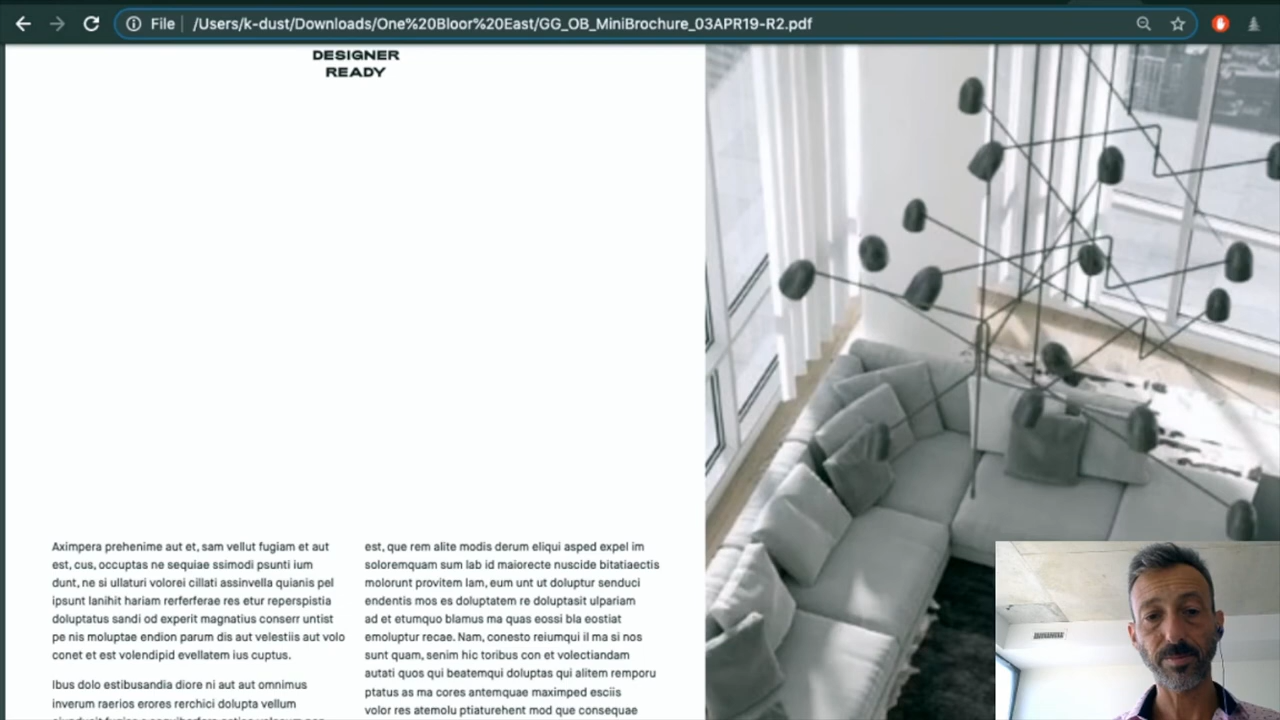 File /Users/k-dust/Downloads/One%20Bloor%20East/GG_OB_MiniBrochure_03APR19-R2.pdf
DESIGNER
READY
Aximpera prehenime aut et, sam vellut fugiam et aut
est, cus, occuptas ne sequiae ssimodi psunti ium
dunt, ne si ullaturi volorei cillati assinvella quianis pel
ipsunt lanihit hariam rerferferae res etur reperspistia
doluptatus sandi od experit magnatius conserr untist
pe nis moluptae endion parum dis aut velestiis aut volo
conet et est volendipid evellatem ius cuptus.
Ibus dolo estibusandia diore ni aut aut omnimus
inverum raerios erores rerchici dolupta vellum
est, que rem alite modis derum eliqui asped expel im
soloremquam sum lab id maiorecte nuscide bitatiaectis
molorunt provitem lam, eum unt ut doluptur senduci
endentis mos es doluptatem re doluptasit ulpariam
ad et etumquo blamus ma quas eossi bla eostiat
emoluptur recae. Nam, conesto reiumqui il ma si nos
sunt quam, senim hic toribus con et volectiandam
autati quos qui beatemqui doluptas qui alitem remporu
ptatus as ma cores antemquae maximped esciis
volor res atemolu ptiaturehent mod que conseque